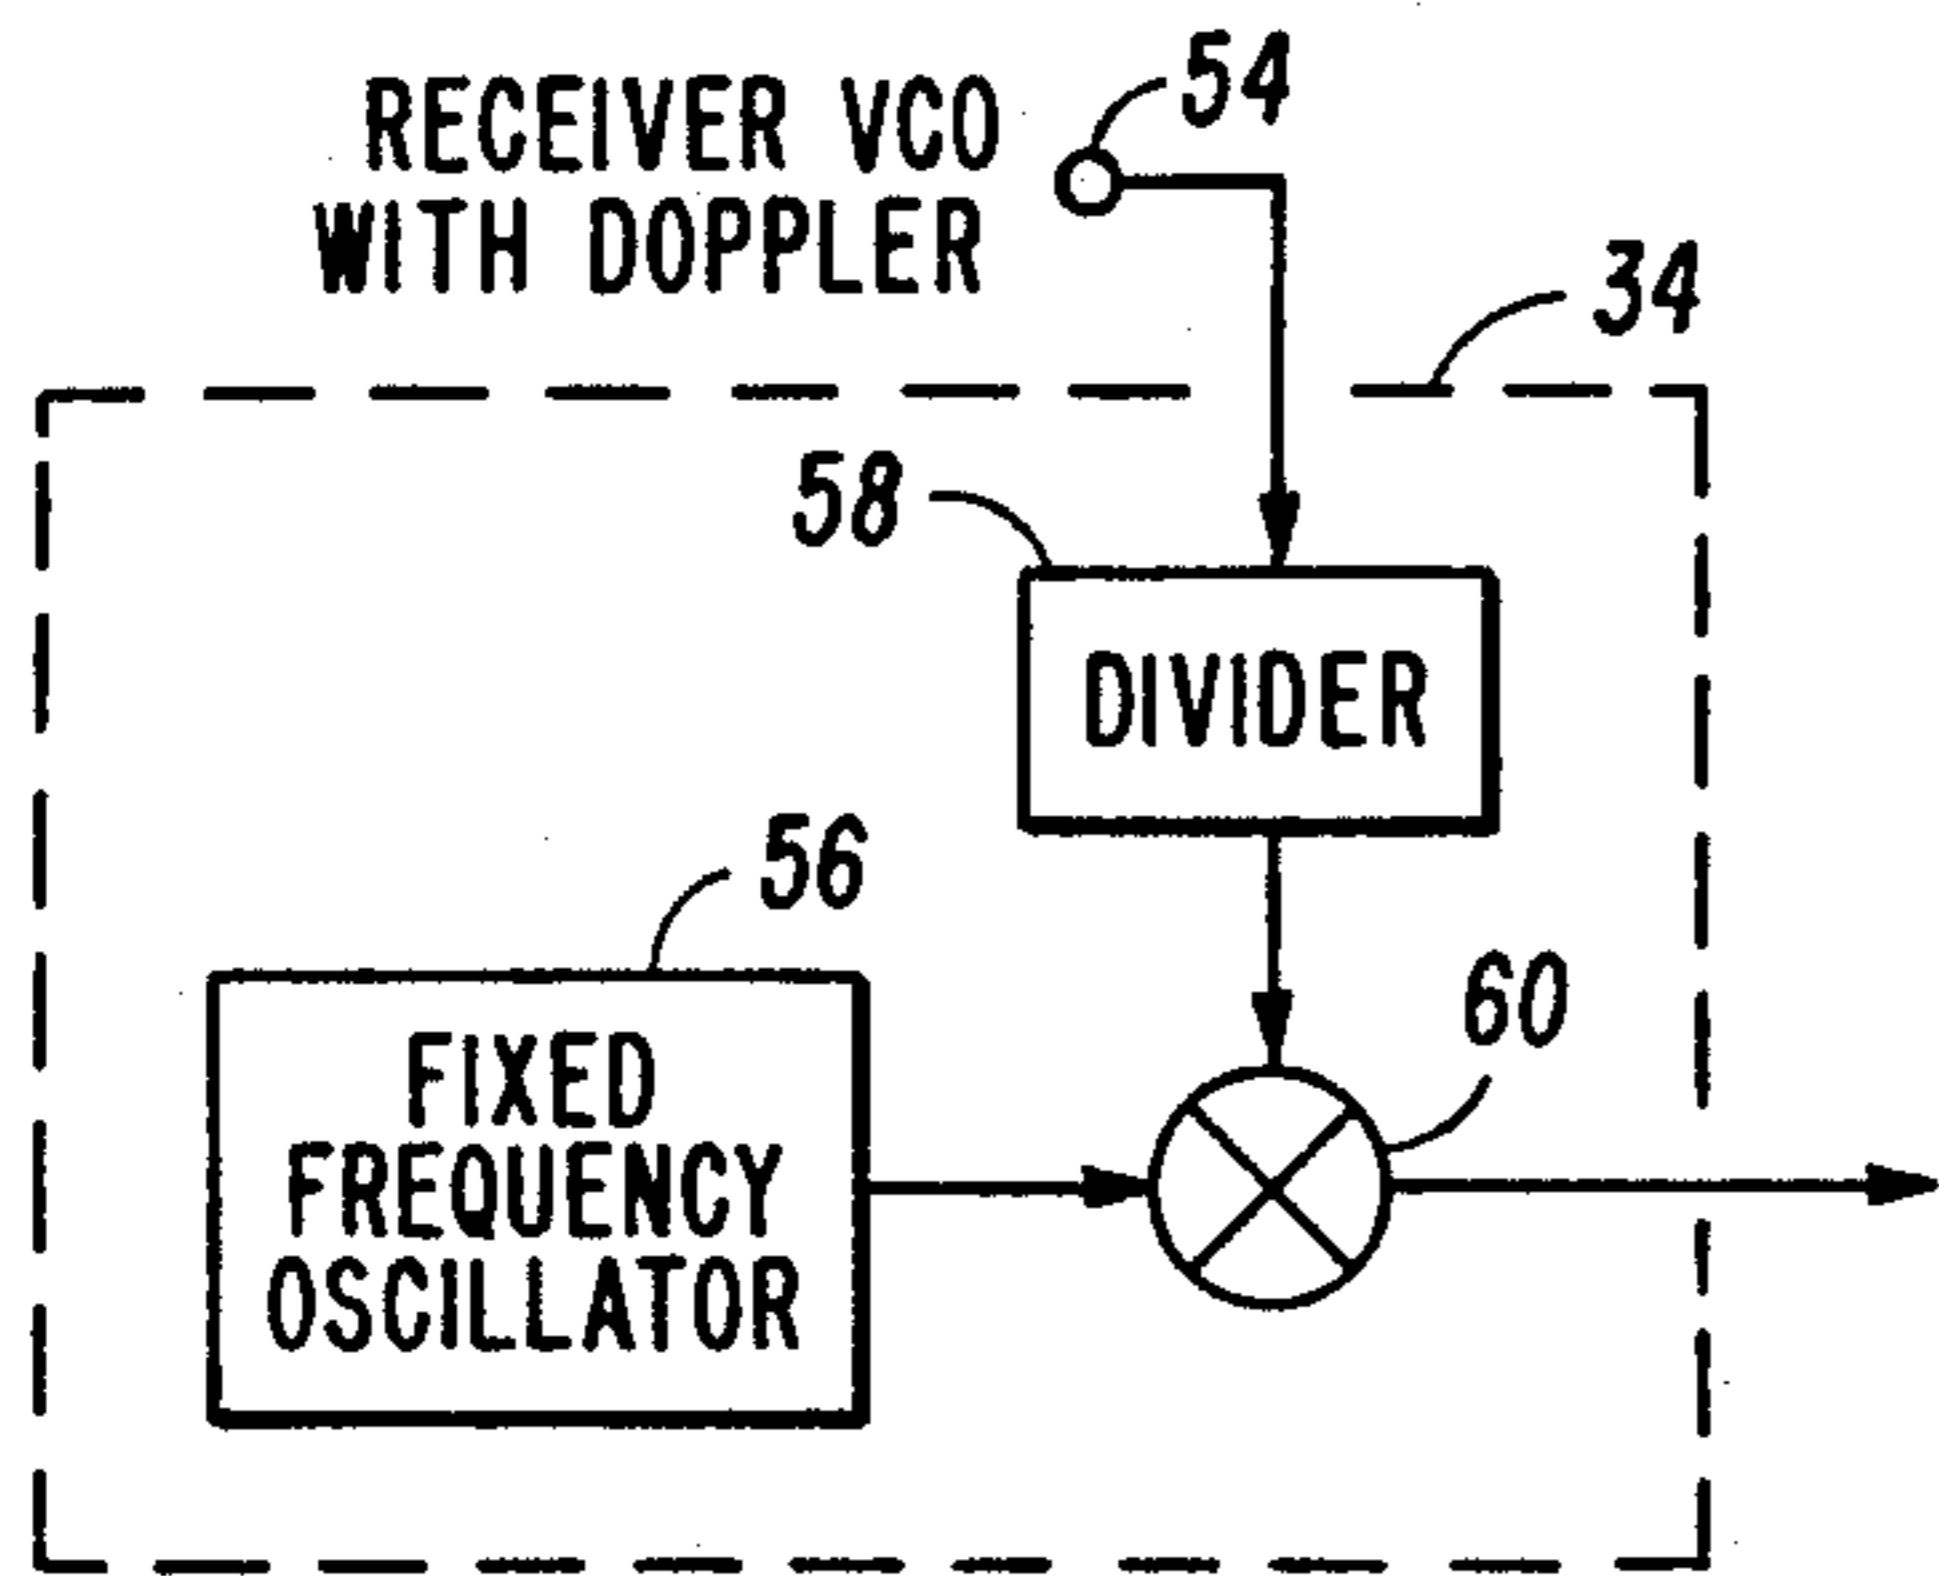 RECEIVER VCO
WITH DOPPLER
54
34
58
DIVIDER
56
60
FIXED
FREQUENCY
OSCILLATOR